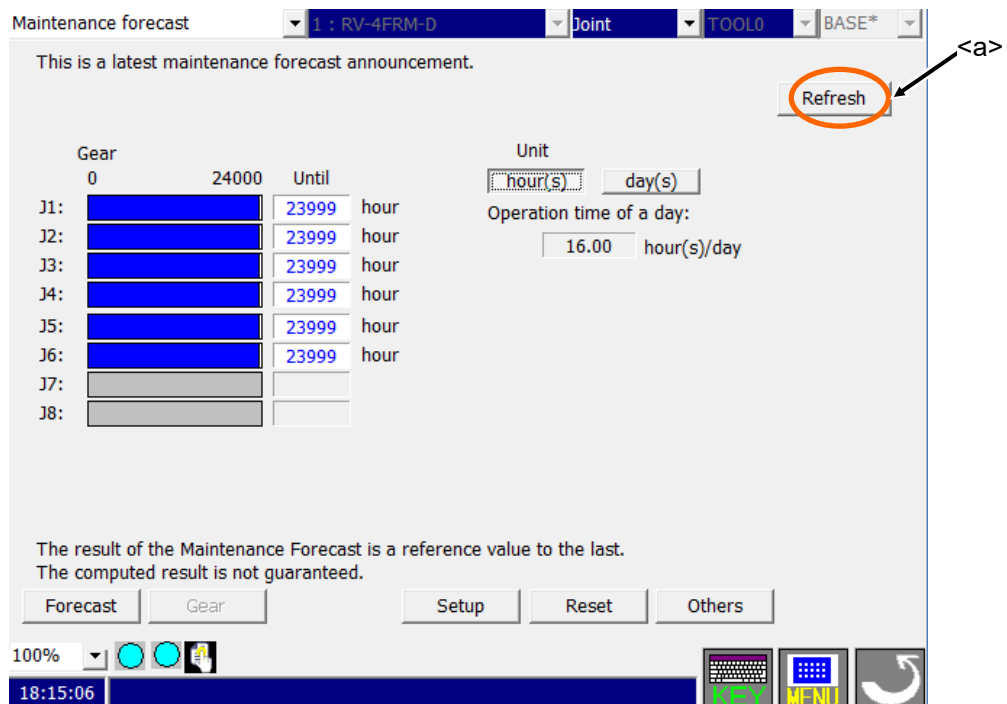 Maintenance forecast 1 : RV-4FRM-D Joint TOOL0 BASE*
<a>
This is a latest maintenance forecast announcement.
Refresh
Gear
Unit
0 24000 Until
hour(s) day(s)
J1: 23999 hour
Operation time of a day:
J2: 23999 hour
16.00 hour(s)/day
J3: 23999 hour
J4: 23999 hour
J5: 23999 hour
J6: 23999 hour
J7:
J8:
The result of the Maintenance Forecast is a reference value to the last.
The computed result is not guaranteed.
Forecast Gear Setup Reset Others
100%
KEY MENU
18:15:06